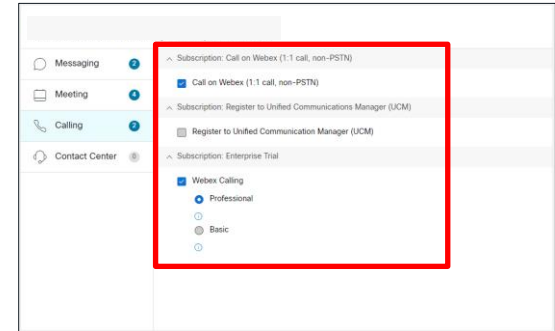 Messaging 2
Meeting 4
Calling 2
Contact Center 0
Subscription: Call on Webex (1:1 call, non-PSTN)
Call on Webex (1:1 call, non-PSTN)
Subscription: Register to Unified Communications Manager (UCM)
Register to Unified Communication Manager (UCM)
Subscription: Enterprise Trial
Webex Calling
Professional
Basic